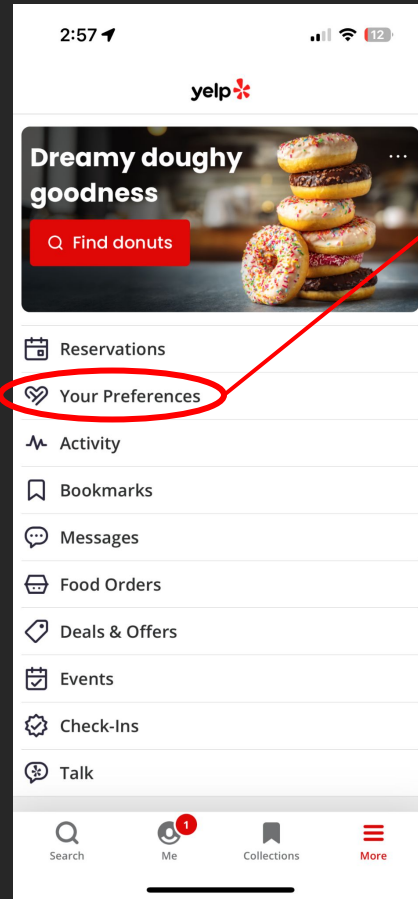 2:57
12
yelp
Dreamy doughy
goodness
Find donuts
Reservations
Your Preferences
Activity
Bookmarks
Messages
Food Orders
Deals & Offers
Events
Check-Ins
Talk
1
Search Me Collections More